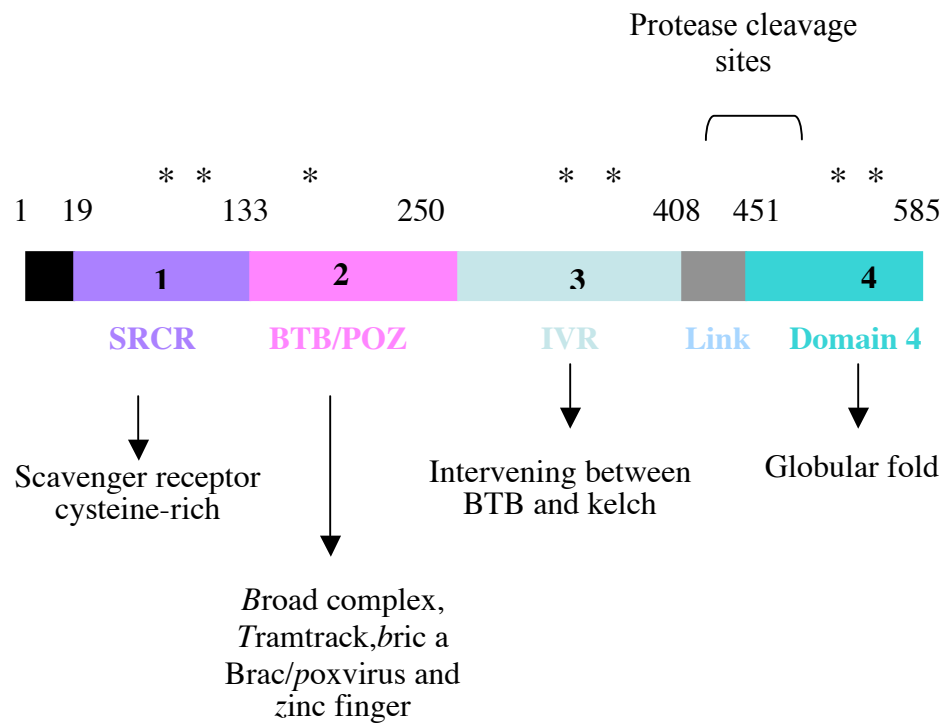 Protease cleavage
sites
* * * * * * *
1 19 133 250 408 451 585
1 2 3 4
SRCR BTB/POZ IVR Link Domain 4
Scavenger receptor
cysteine-rich
Intervening between
BTB and kelch
Globular fold
Broad complex,
Tramtrack,bric a
Brac/poxvirus and
zinc finger